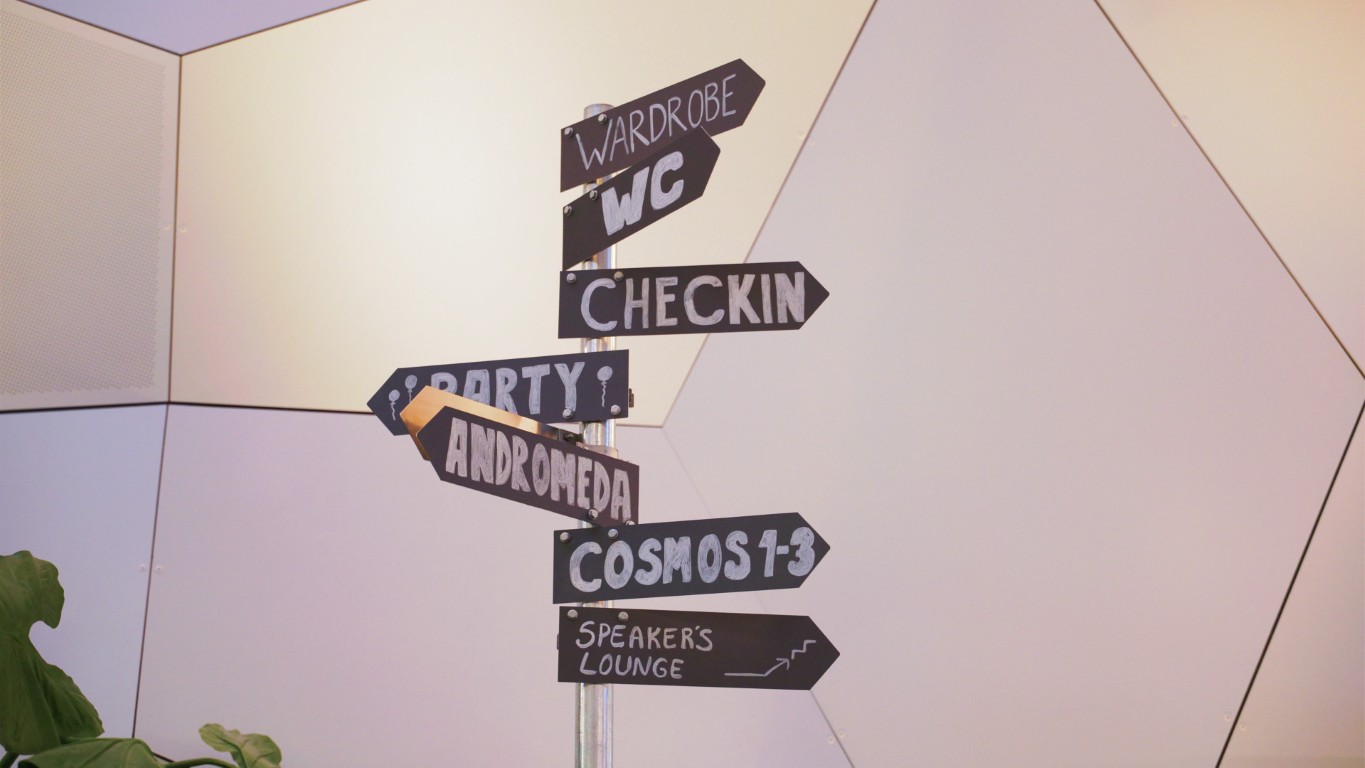 WARDROBE
WC
CHECKIN
PARTY
ANDROMEDA
COSMOS 1-3
SPEAKER'S
LOUNGE